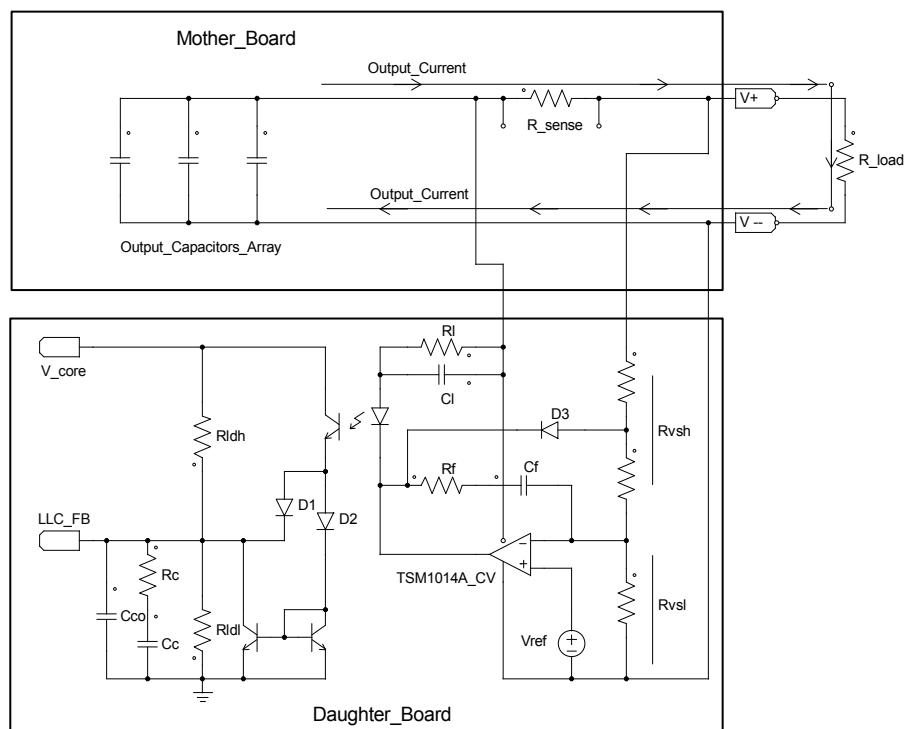 Mother_Board
Output_Current
V+
R_sense
R_load
Output_Current
V --
Output_Capacitors_Array
Rl
V_core
Cl
D3
Rldh
Rvsh
Rf
Cf
D1
D2
LLC_FB
−
+
TSM1014A_CV
Rc
Rvsl
Cco
Rldl
Vref
+
−
Cc
Daughter_Board